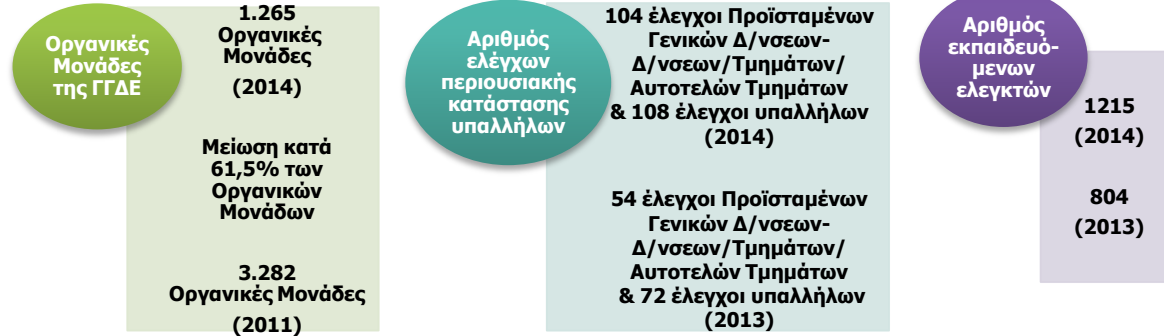 Οργανικές
Μονάδες
της ΓΓΔΕ
1.265
Οργανικές
Μονάδες
(2014)
Μείωση κατά
61,5% των
Οργανικών
Μονάδων
3.282
Οργανικές Μονάδες
(2011)
Αριθμός
ελέγχων
περιουσιακής
κατάστασης
υπαλλήλων
104 έλεγχοι Προϊσταμένων
Γενικών Δ/νσεων-
Δ/νσεων/Τμημάτων/
Αυτοτελών Τμημάτων
& 108 έλεγχοι υπαλλήλων
(2014)
54 έλεγχοι Προϊσταμένων
Γενικών Δ/νσεων-
Δ/νσεων/Τμημάτων/
Αυτοτελών Τμημάτων
& 72 έλεγχοι υπαλλήλων
(2013)
Αριθμός
εκπαιδευό-
μενων
ελεγκτών
1215
(2014)
804
(2013)